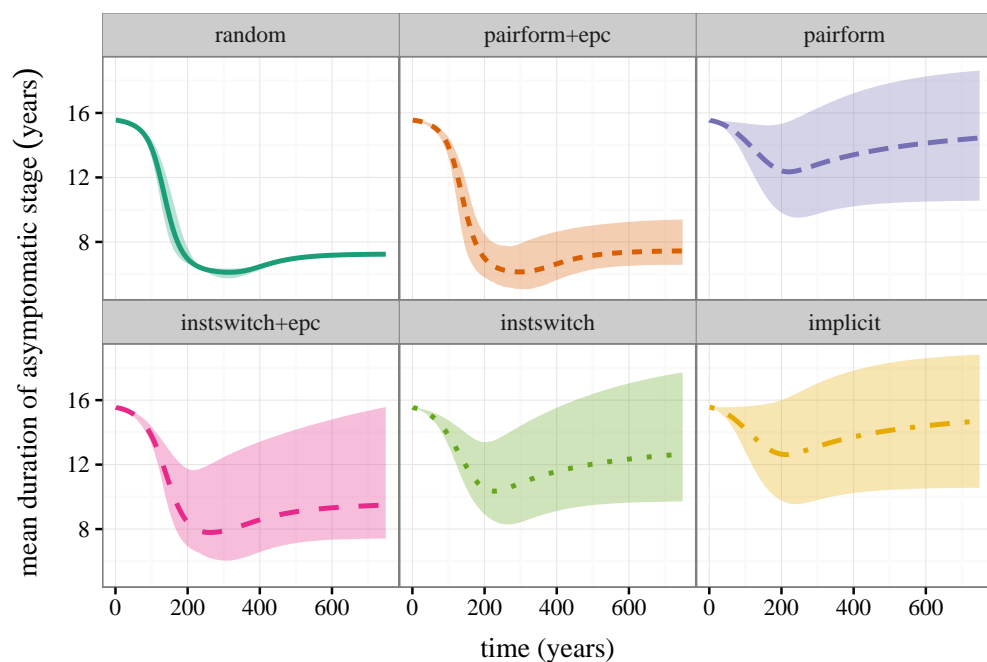 random
pairform+epc
pairform
16
12
8
instswitch+epc
instswitch
implicit
16
12
8
0 200 400 600
0 200 400 600
0 200 400 600
time (years)
mean duration of asymptomatic stage (years)